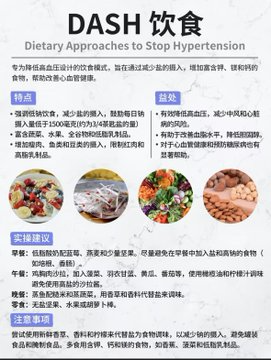 DASH 饮食
Dietary Approaches to Stop Hypertension
专为降低高血压设计的饮食模式，旨在通过减少盐的摄入，增加富含钾、镁和钙的食
物，帮助改善心血管健康。
特点
• 强调低钠饮食，减少盐的摄入，鼓励每日钠
摄入量低于1500毫克(约为3/4茶匙盐的量)
• 富含蔬菜、水果、全谷物和低脂乳制品。
• 增加瘦肉、鱼类和豆类的摄入，限制红肉和
高脂乳制品。
益处
• 有效降低高血压，减少中风和心脏
病的风险。
• 有助于改善血脂水平，降低胆固醇。
• 对于心血管健康和预防糖尿病也有
显著帮助。
实操建议
早餐：低脂酸奶配蓝莓、燕麦和少量坚果。尽量避免在早餐中加入盐和高钠的食物（
如培根、香肠）。
午餐：鸡胸肉沙拉，加入菠菜、羽衣甘蓝、黄瓜、番茄等，使用橄榄油和柠檬汁调味
避免使用高盐的沙拉酱。
晚餐：蒸鱼配糙米和蒸蔬菜，用香草和香料代替盐来调味。
零食：无盐坚果、水果或胡萝卜棒。
注意事项
尝试使用新鲜香草、香料和柠檬来代替盐为食物调味，以减少钠的摄入。避免罐装
食品和腌制食品。多食用含钾、钙和镁的食物，如香蕉、菠菜和低脂乳制品。